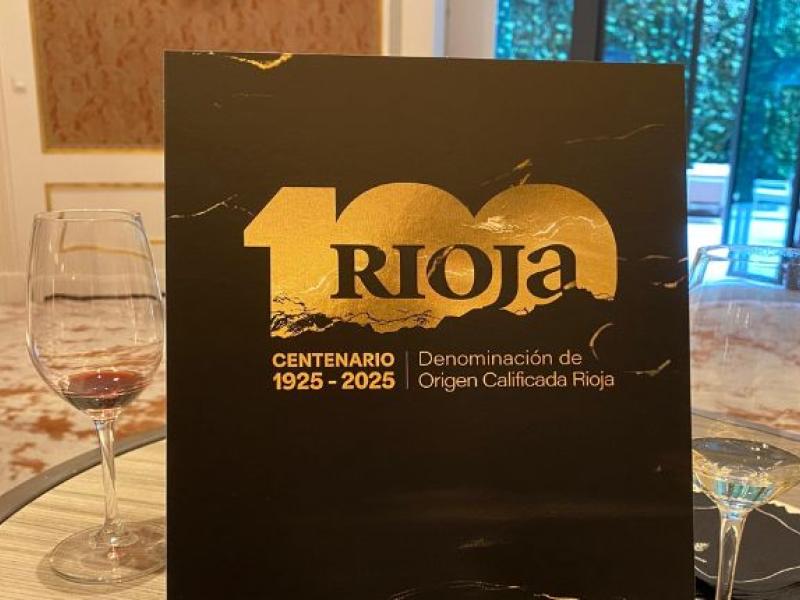 100
RIOJa
CENTENARIO
1925 - 2025
Denominación de
Origen Calificada Rioja